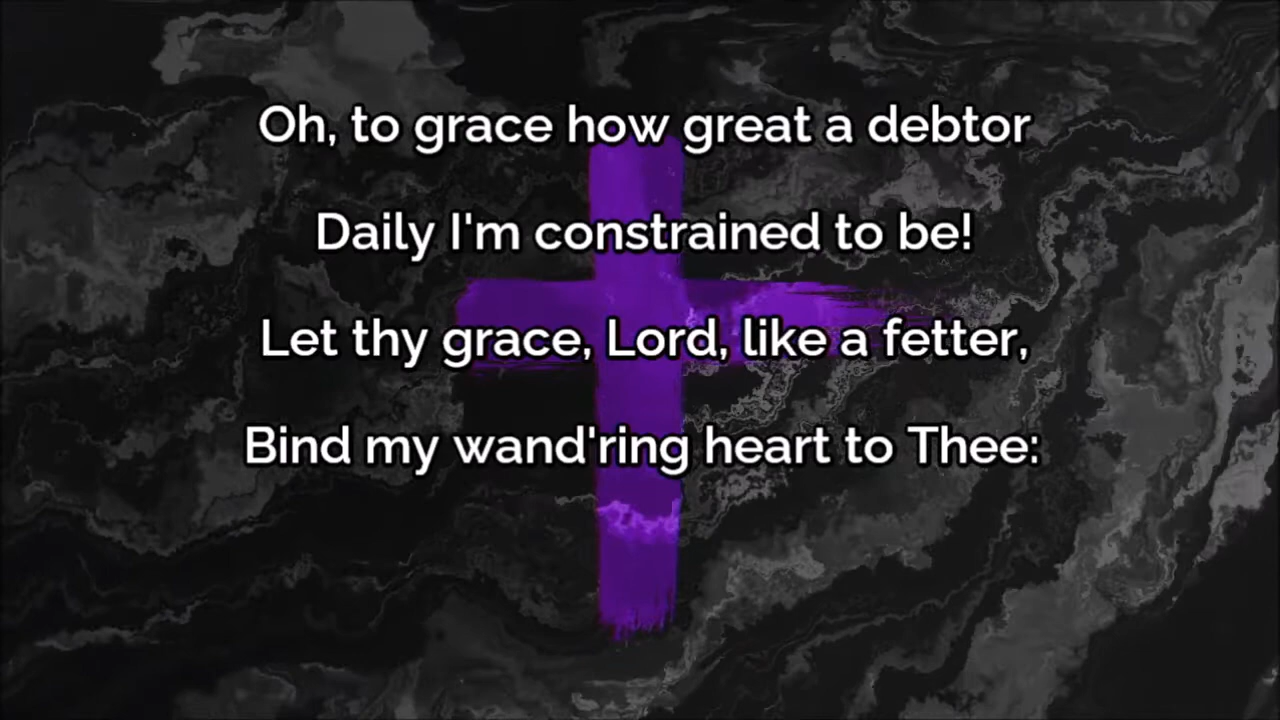 Oh, to grace how great a debtor
Daily I'm constrained to be!
Let thy grace, Lord, like a fetter,
Bind my wand'ring heart to Thee: